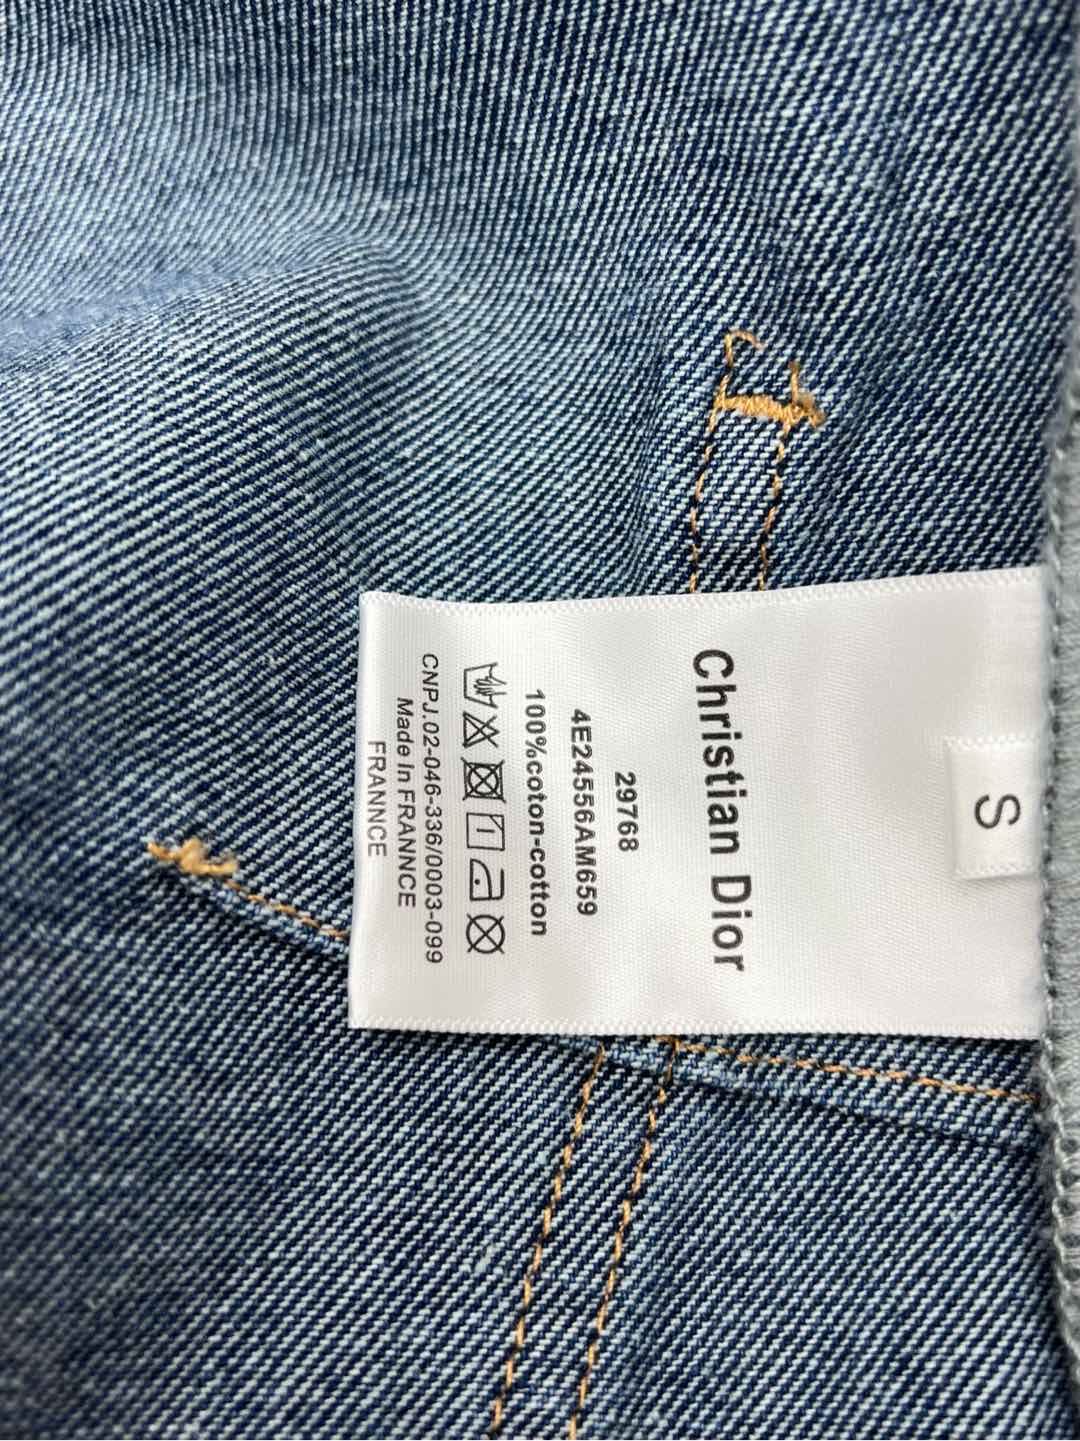 S
Christian Dior
29768
4E24556AM659
100%coton-cotton
CNPJ.02-046-336/0003-099
Made In FRANNCE
FRANNCE